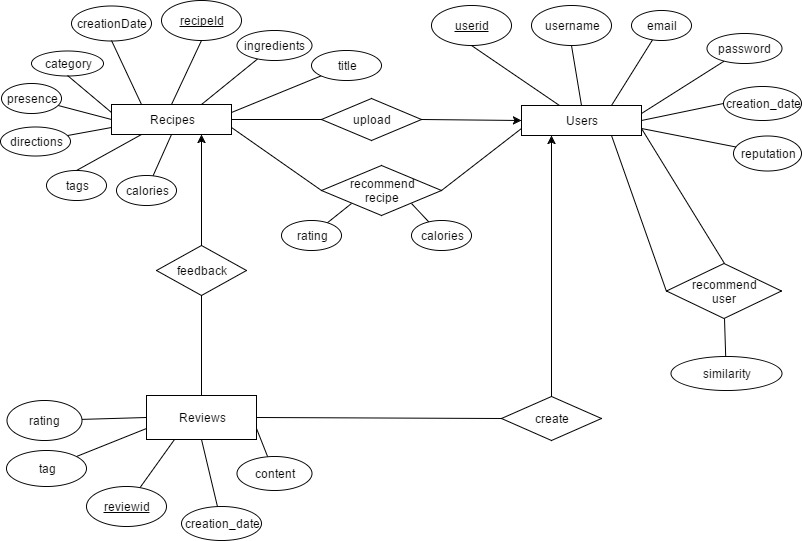 creationDate
recipeId
ingredients
title
category
presence
directions
tags
calories
Recipes
upload
userid
username
email
password
creation_date
reputation
Users
recommend
recipe
rating
calories
feedback
recommend
user
similarity
Reviews
create
rating
tag
reviewid
creation_date
content